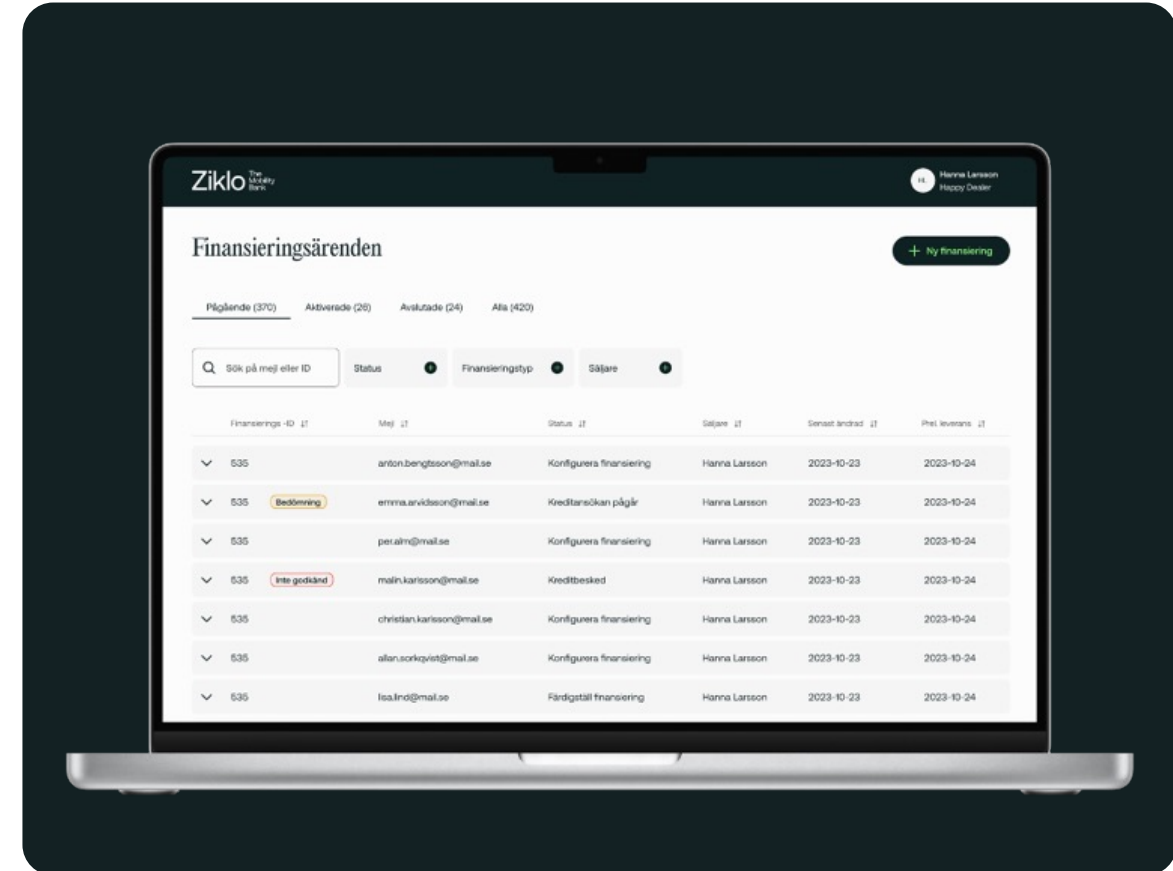 Ziklo The Mobility Bank
HL Hanna Larsson
Happy Dealer
Finansieringsärenden
+ Ny finansiering
Pågående (370) Aktiverade (26) Avslutade (24) Alla (420)
Sök på mejl eller ID Status Finansieringstyp Säljare
Finansierings -ID Mejl Status Säljare Senast ändrad Prel. leverans
535 anton.bengtsson@mail.se Konfigurera finansiering Hanna Larsson 2023-10-23 2023-10-24
535 Bedömning emma.arvidsson@mail.se Kreditansökan pågår Hanna Larsson 2023-10-23 2023-10-24
535 per.alm@mail.se Konfigurera finansiering Hanna Larsson 2023-10-23 2023-10-24
535 Inte godkänd malin.karlsson@mail.se Kreditbesked Hanna Larsson 2023-10-23 2023-10-24
535 christian.karlsson@mail.se Konfigurera finansiering Hanna Larsson 2023-10-23 2023-10-24
535 allan.sorkqvist@mail.se Konfigurera finansiering Hanna Larsson 2023-10-23 2023-10-24
535 lisa.lind@mail.se Färdigställ finansiering Hanna Larsson 2023-10-23 2023-10-24